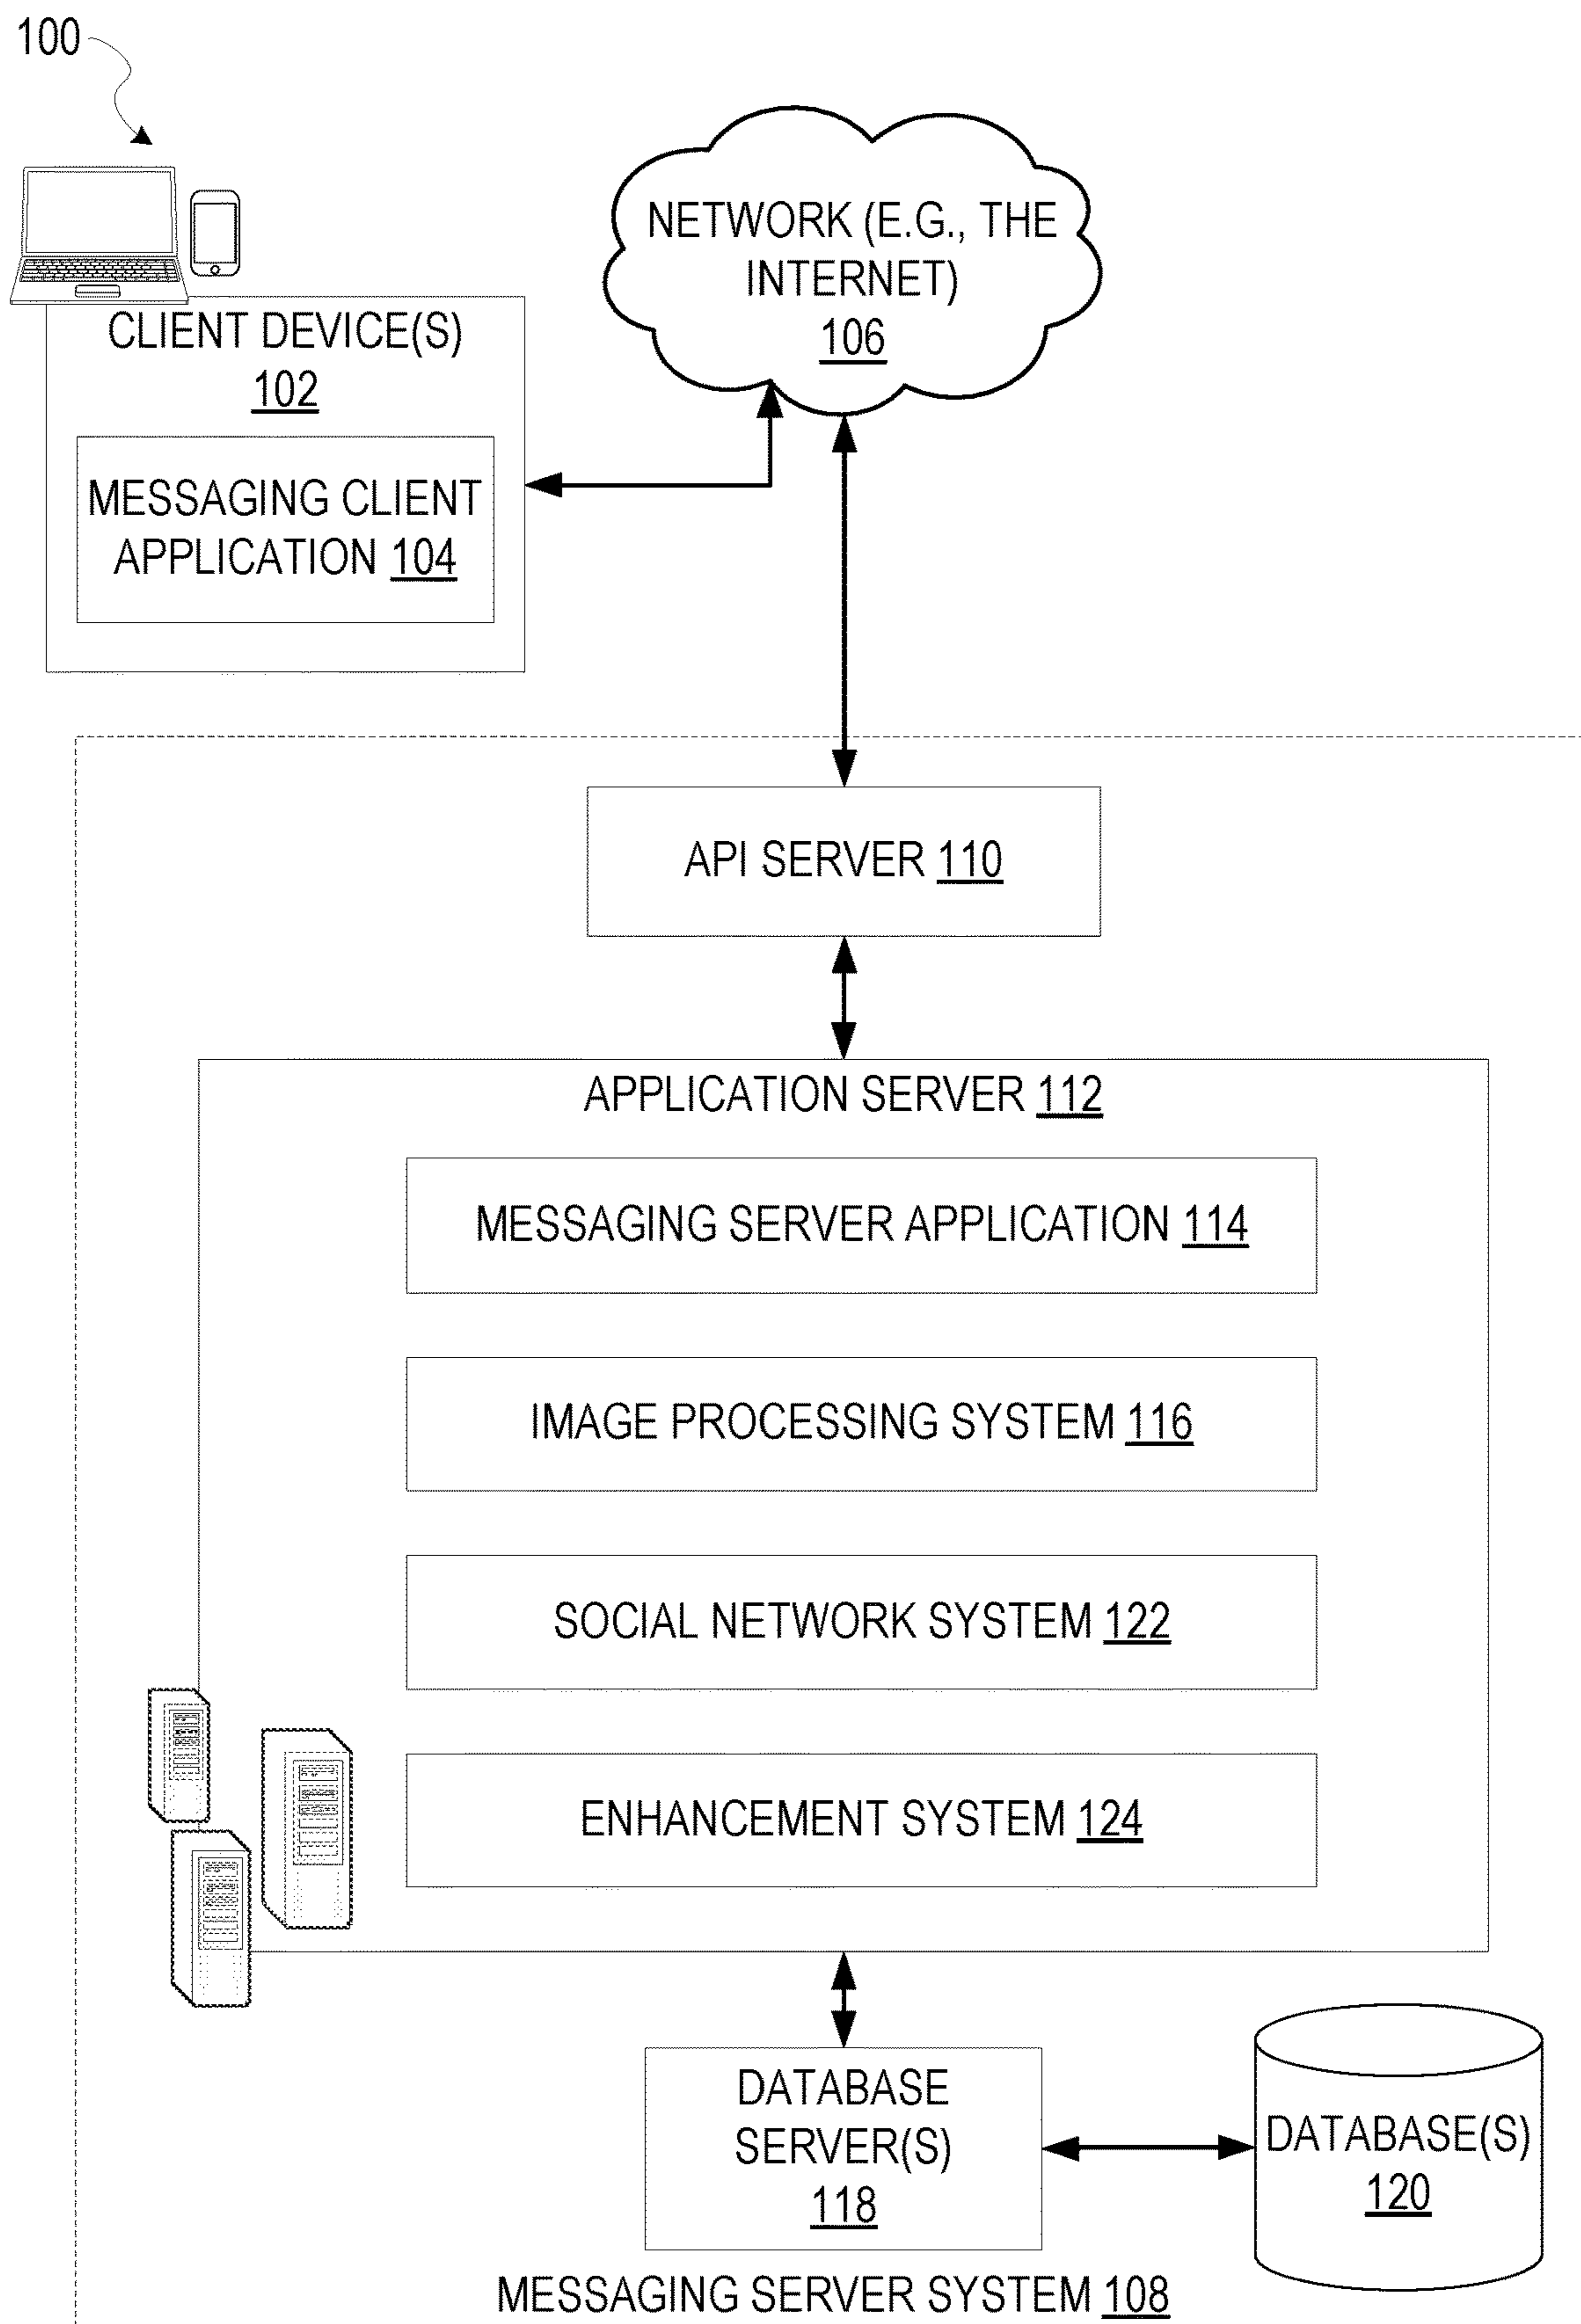 100
NETWORK (E.G., THE
INTERNET)
106
CLIENT DEVICE(S)
102
MESSAGING CLIENT
APPLICATION 104
API SERVER 110
APPLICATION SERVER 112
MESSAGING SERVER APPLICATION 114
IMAGE PROCESSING SYSTEM 116
SOCIAL NETWORK SYSTEM 122
ENHANCEMENT SYSTEM 124
DATABASE
SERVER(S)
118
DATABASE(S)
120
MESSAGING SERVER SYSTEM 108